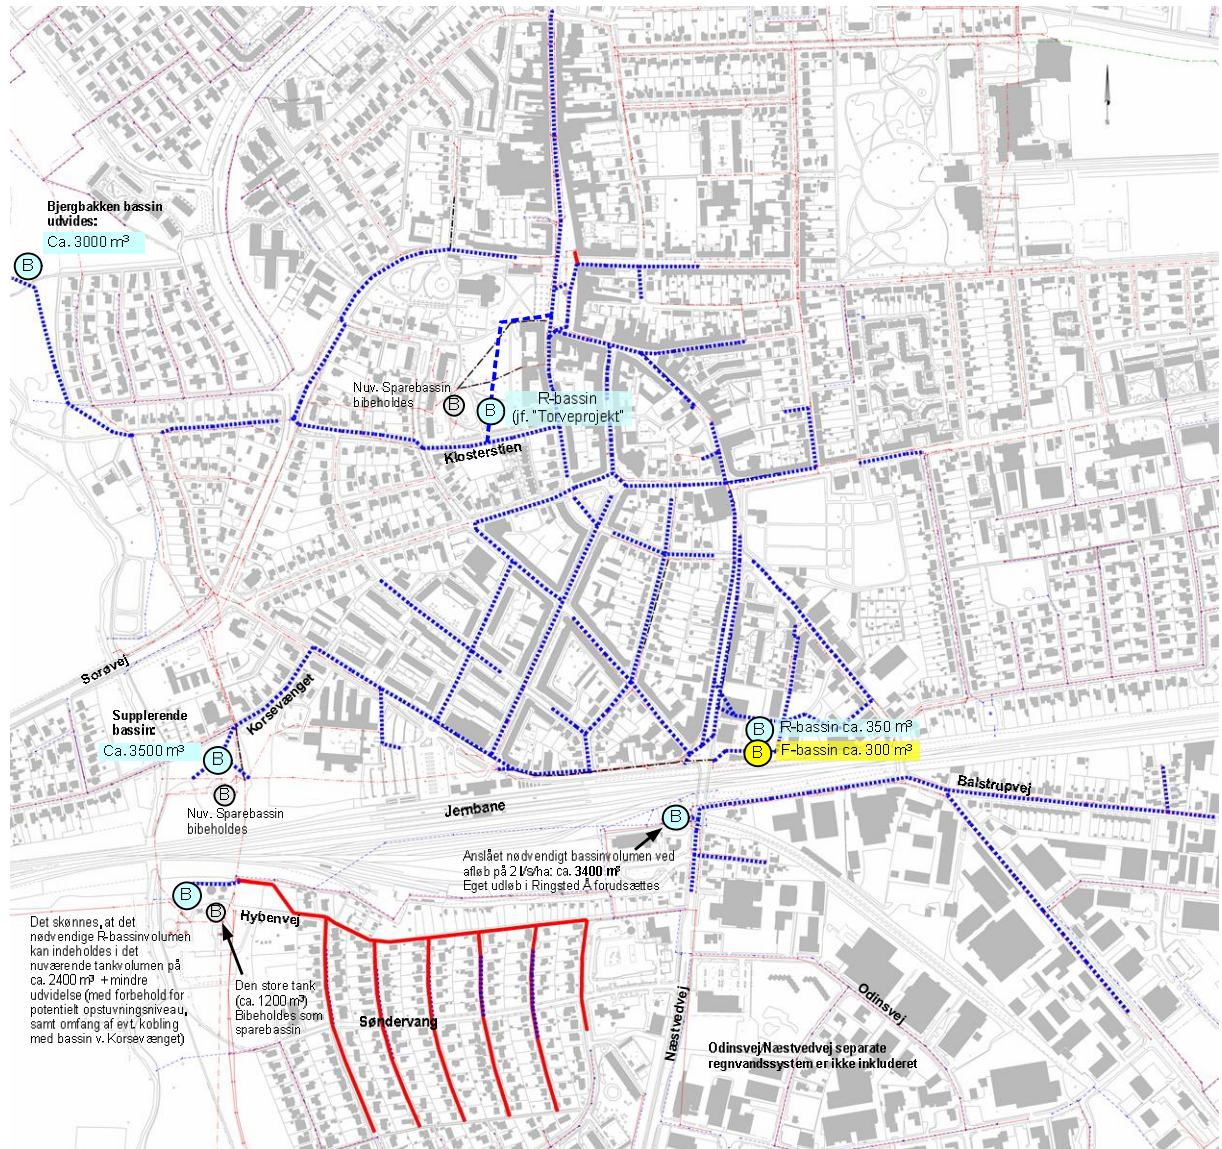 Bjergbakken bassin
udvides:
Ca. 3000 m³
B
Nuv. Sparebassin
bibeholdes
B
B
R-bassin
(jf. "Torveprojekt"
Klosterstien
Sorøvej
Korsevænget
Supplerende
bassin:
Ca. 3500 m³
B
B
Nuv. Sparebassin
bibeholdes
B
R-bassin ca. 350 m³
B
F-bassin ca. 300 m³
Jernbane
Balstrupvej
B
Anslået nødvendigt bassinvolumen ved
afløb på 2 l/s/ha: ca. 3400 m³
Eget udløb i Ringsted Å forudsættes
B
B
Hybenvej
Det skønnes, at det
nødvendige R-bassinvolumen
kan indeholdes i det
nuværende tankvolumen på
ca. 2400 m³ + mindre
udvidelse (med forbehold for
potentielt opstuvningsniveau,
samt omfang af evt. kobling
med bassin v. Korsevænget)
Den store tank
(ca. 1200 m³)
Bibeholdes som
sparebassin
Søndervang
Næstvedvej
Odinsvej
Odinsvej/Næstvedvej separate
regnvandssystem er ikke inkluderet